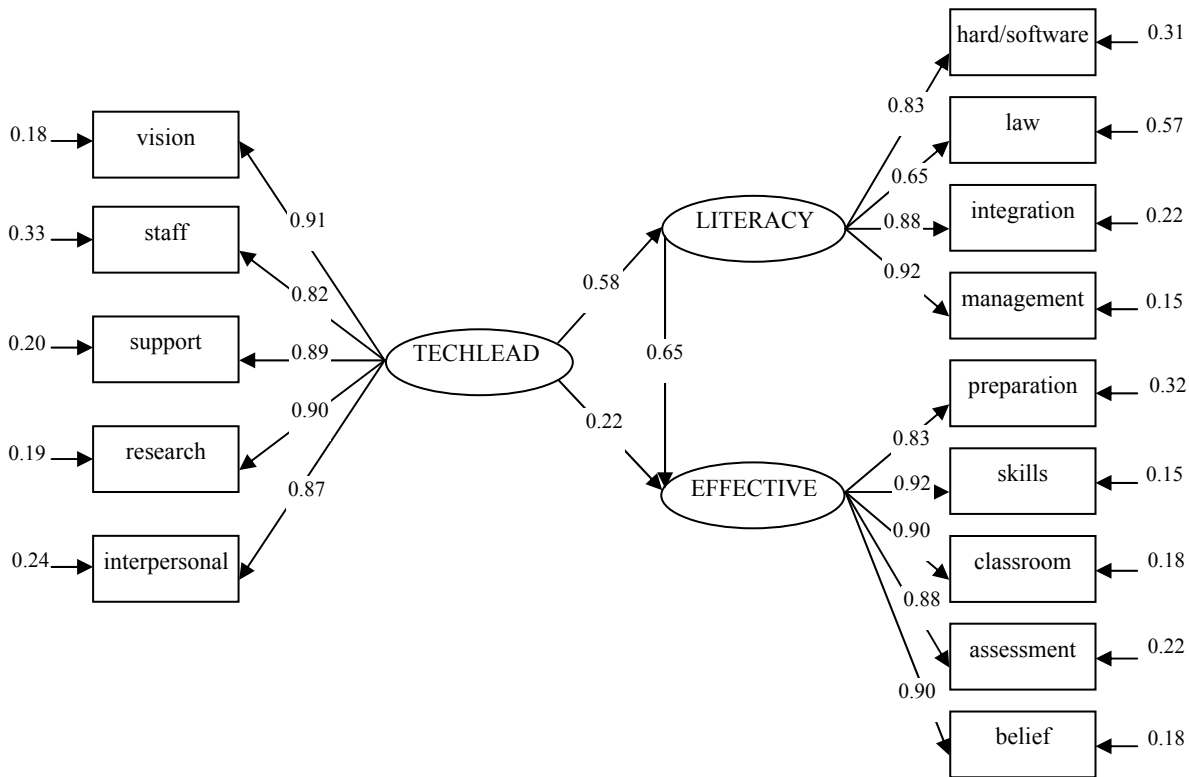 hard/software
0.31
0.83
law
0.57
0.65
0.18
vision
0.91
integration
0.22
0.88
LITERACY
0.33
staff
0.82
0.58
0.92
management
0.15
0.20
support
0.89
TECHLEAD
0.65
preparation
0.32
0.90
0.22
0.83
0.19
research
0.87
EFFECTIVE
0.92
skills
0.15
0.90
0.24
interpersonal
classroom
0.18
0.88
assessment
0.22
0.90
belief
0.18